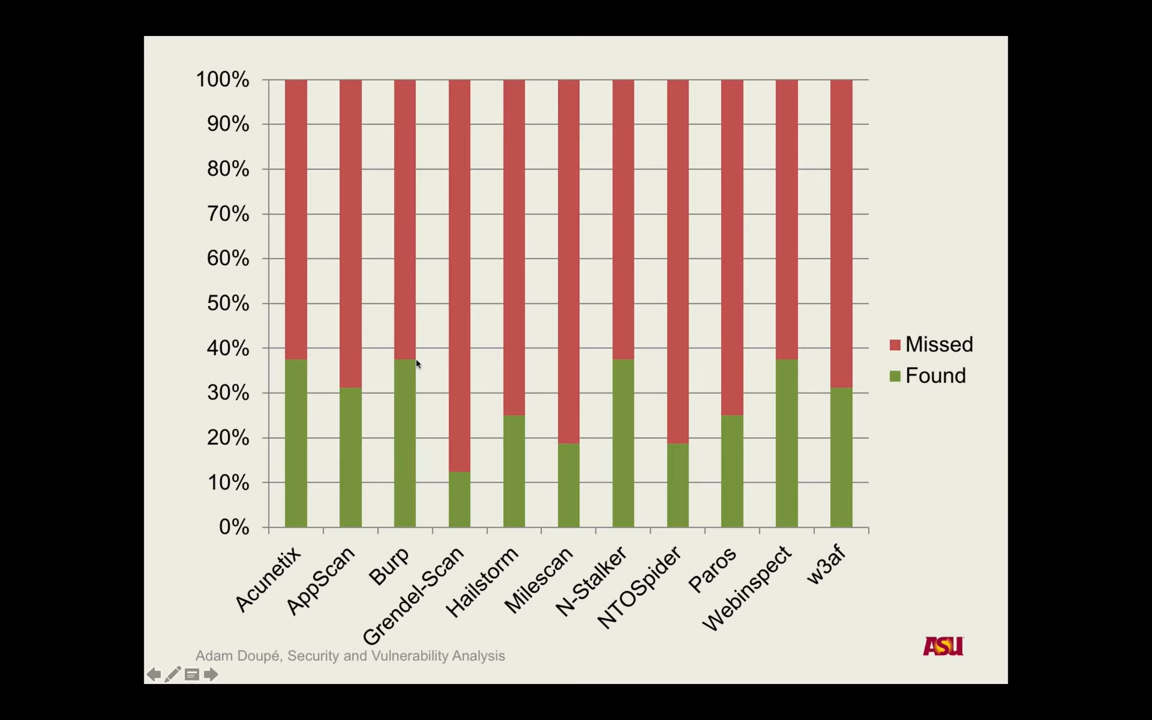 100%
90%
80%
70%
60%
50%
40%
30%
20%
10%
0%
Missed
Found
Acunetix
AppScan
Burp
Grendel-Scan
Hailstorm
Milescan
N-Stalker
NTOSpider
Paros
Webinspect
w3af
Adam Doupé, Security and Vulnerability Analysis
ASU